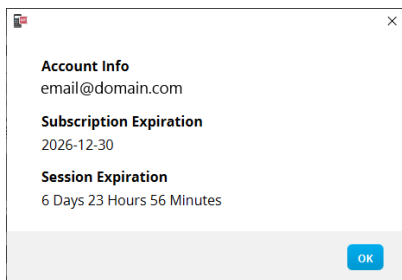 Account Info
email@domain.com
Subscription Expiration
2026-12-30
Session Expiration
6 Days 23 Hours 56 Minutes
OK